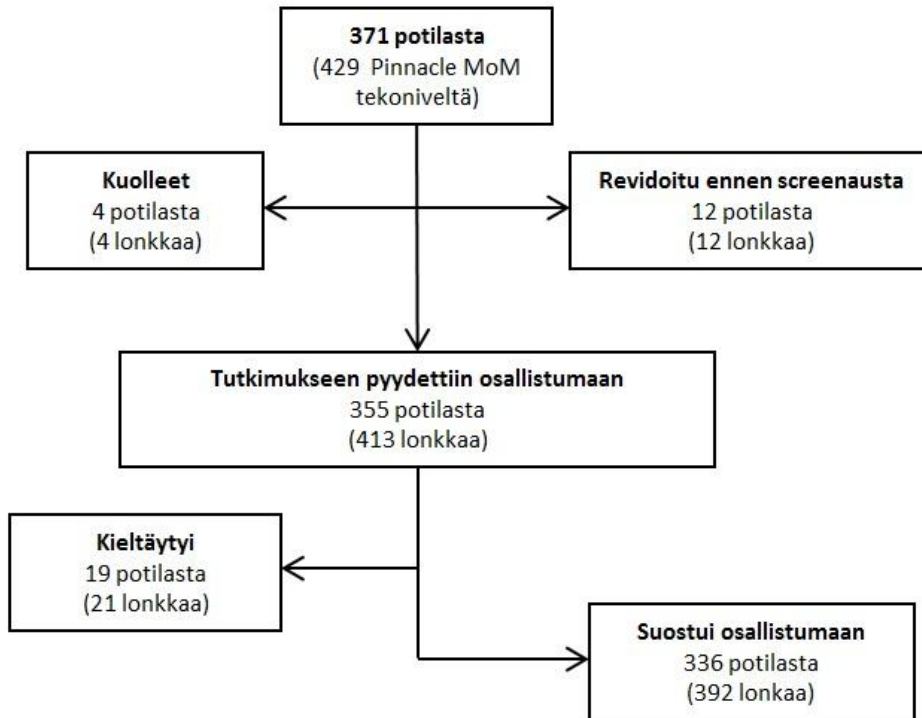 371 potilasta
(429 Pinnacle MoM
tekoniveltä)
Kuolleet
4 potilasta
(4 lonkkaa)
Revidoitu ennen screenausta
12 potilasta
(12 lonkkaa)
Tutkimukseen pyydettiin osallistumaan
355 potilasta
(413 lonkkaa)
Kieltäytyi
19 potilasta
(21 lonkkaa)
Suostui osallistumaan
336 potilasta
(392 lonkaa)